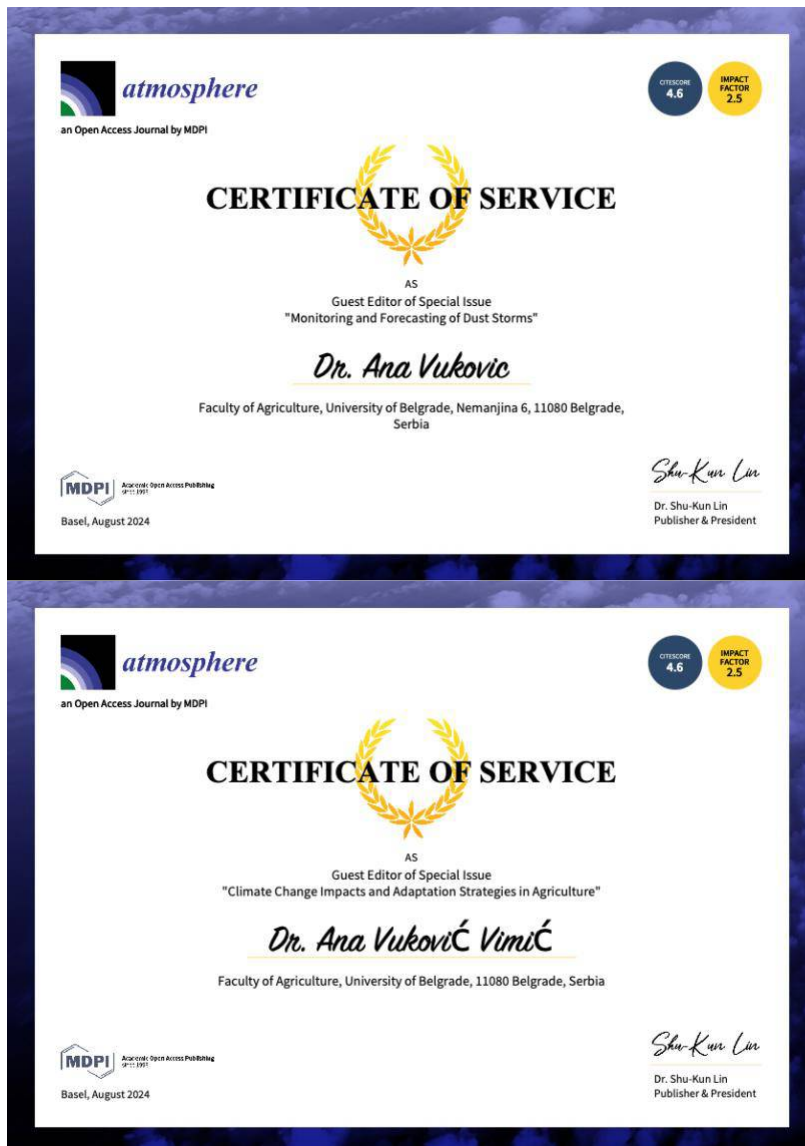 atmosphere
an Open Access Journal by MDPI
CITESCORE
4.6
IMPACT
FACTOR
2.5
CERTIFICATE OF SERVICE
AS
Guest Editor of Special Issue
"Monitoring and Forecasting of Dust Storms"
Dr. Ana Vukovic
Faculty of Agriculture, University of Belgrade, Nemanjina 6, 11080 Belgrade,
Serbia
MDPI
Academic Open Access Publishing
since 1997
Basel, August 2024
Shu-Kun Lin
Dr. Shu-Kun Lin
Publisher & President
atmosphere
an Open Access Journal by MDPI
CITESCORE
4.6
IMPACT
FACTOR
2.5
CERTIFICATE OF SERVICE
AS
Guest Editor of Special Issue
"Climate Change Impacts and Adaptation Strategies in Agriculture"
Dr. Ana VukoviĆ VimiĆ
Faculty of Agriculture, University of Belgrade, 11080 Belgrade, Serbia
MDPI
Academic Open Access Publishing
since 1997
Basel, August 2024
Shu-Kun Lin
Dr. Shu-Kun Lin
Publisher & President